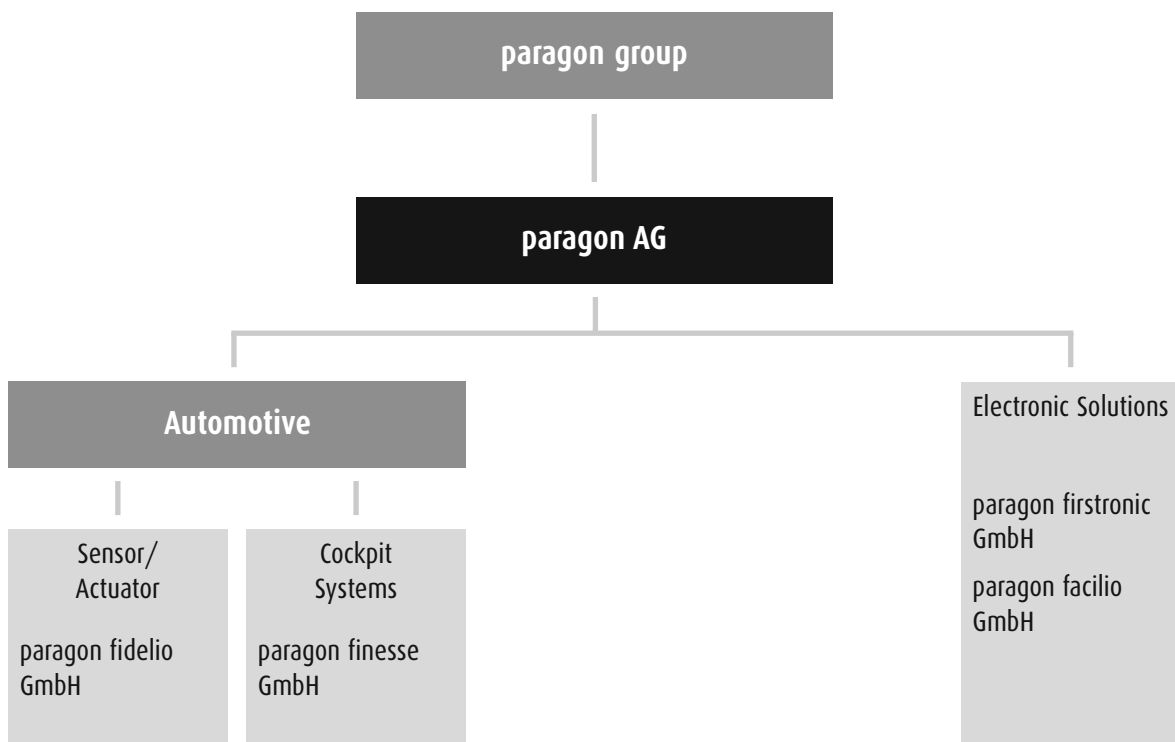 paragon group
paragon AG
Automotive
Sensor/
Actuator
paragon fidelio
GmbH
Cockpit
Systems
paragon finesse
GmbH
Electronic Solutions
paragon firstronic
GmbH
paragon facilio
GmbH